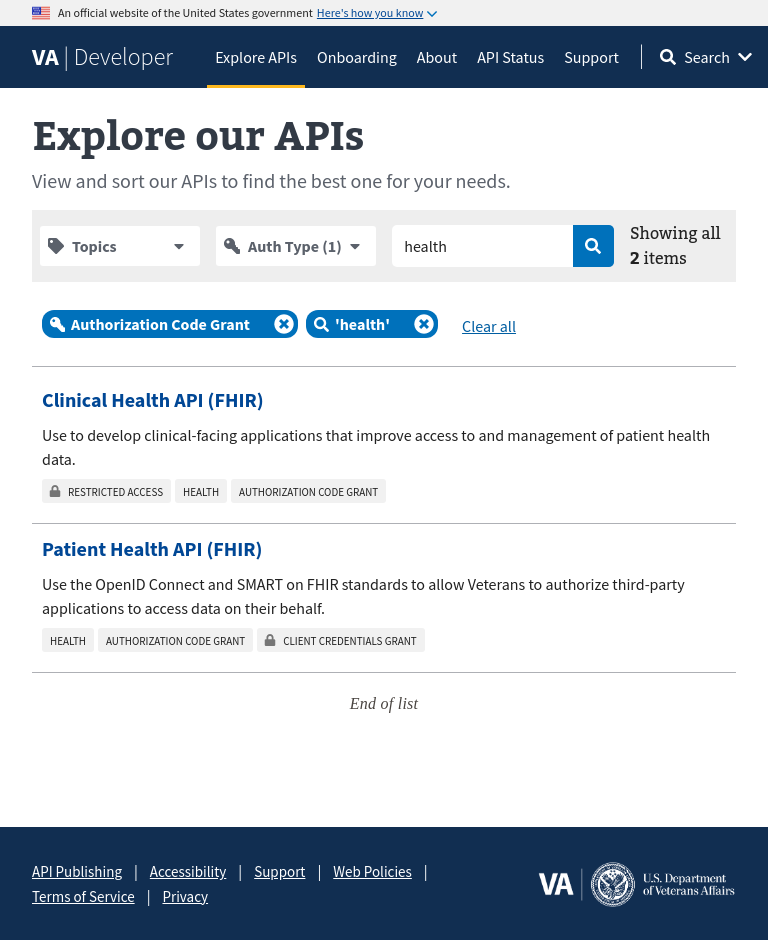 An official website of the United States government Here's how you know
VA | Developer Explore APIs Onboarding About API Status Support Search
Explore our APIs
View and sort our APIs to find the best one for your needs.
Topics Auth Type (1) health Showing all
2 items
Authorization Code Grant 'health' Clear all
Clinical Health API (FHIR)
Use to develop clinical-facing applications that improve access to and management of patient health
data.
RESTRICTED ACCESS HEALTH AUTHORIZATION CODE GRANT
Patient Health API (FHIR)
Use the OpenID Connect and SMART on FHIR standards to allow Veterans to authorize third-party
applications to access data on their behalf.
HEALTH AUTHORIZATION CODE GRANT CLIENT CREDENTIALS GRANT
End of list
API Publishing | Accessibility | Support | Web Policies |
Terms of Service | Privacy
VA | U.S. Department
of Veterans Affairs